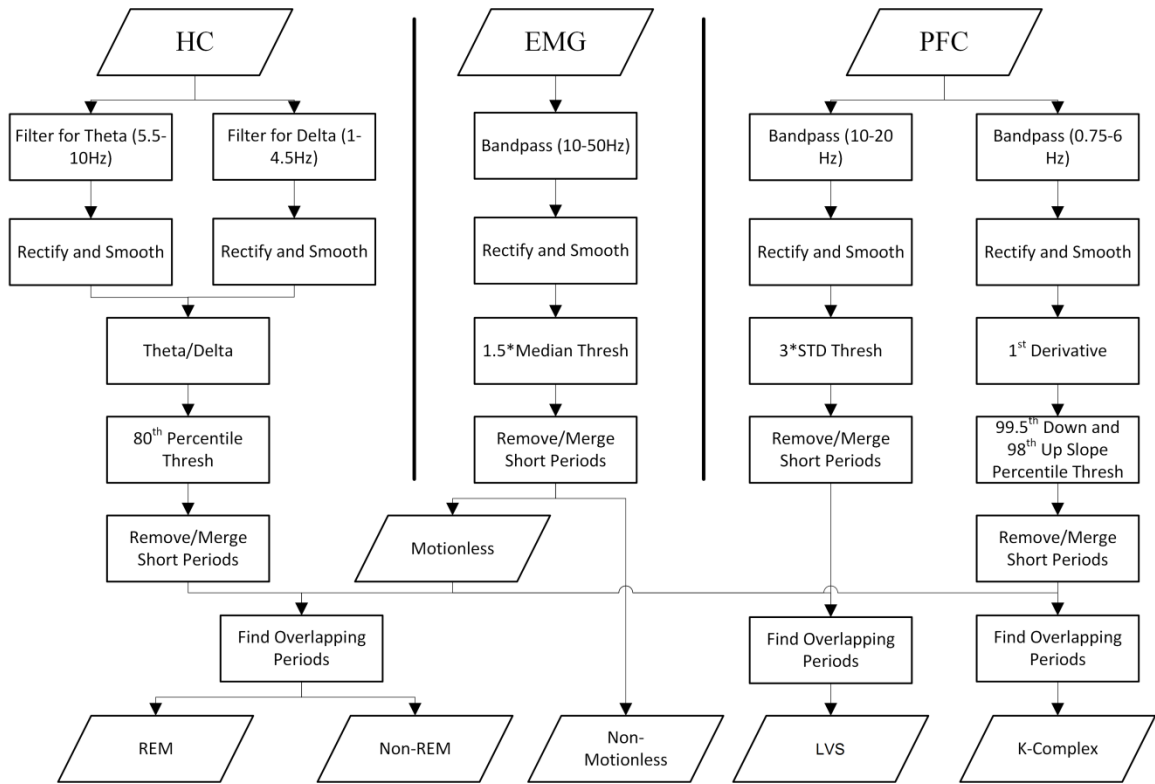 HC
EMG
PFC
Filter for Theta (5.5-
10Hz)
Filter for Delta (1-
4.5Hz)
Bandpass (10-50Hz)
Bandpass (10-20
Hz)
Bandpass (0.75-6
Hz)
Rectify and Smooth
Rectify and Smooth
Rectify and Smooth
Rectify and Smooth
Rectify and Smooth
Theta/Delta
1.5*Median Thresh
3*STD Thresh
1st Derivative
80th Percentile
Thresh
Remove/Merge
Short Periods
Remove/Merge
Short Periods
99.5th Down and
98th Up Slope
Percentile Thresh
Remove/Merge
Short Periods
Motionless
Remove/Merge
Short Periods
Find Overlapping
Periods
Find Overlapping
Periods
Find Overlapping
Periods
REM
Non-REM
Non-
Motionless
LVS
K-Complex